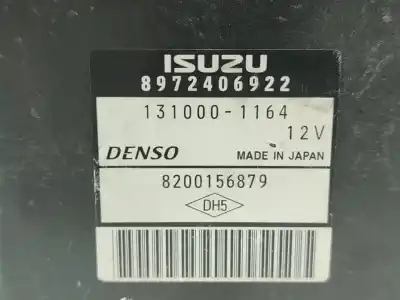 ISUZU
8972406922
131000-1164
12V
DENSO MADE IN JAPAN
8200156879
DH5